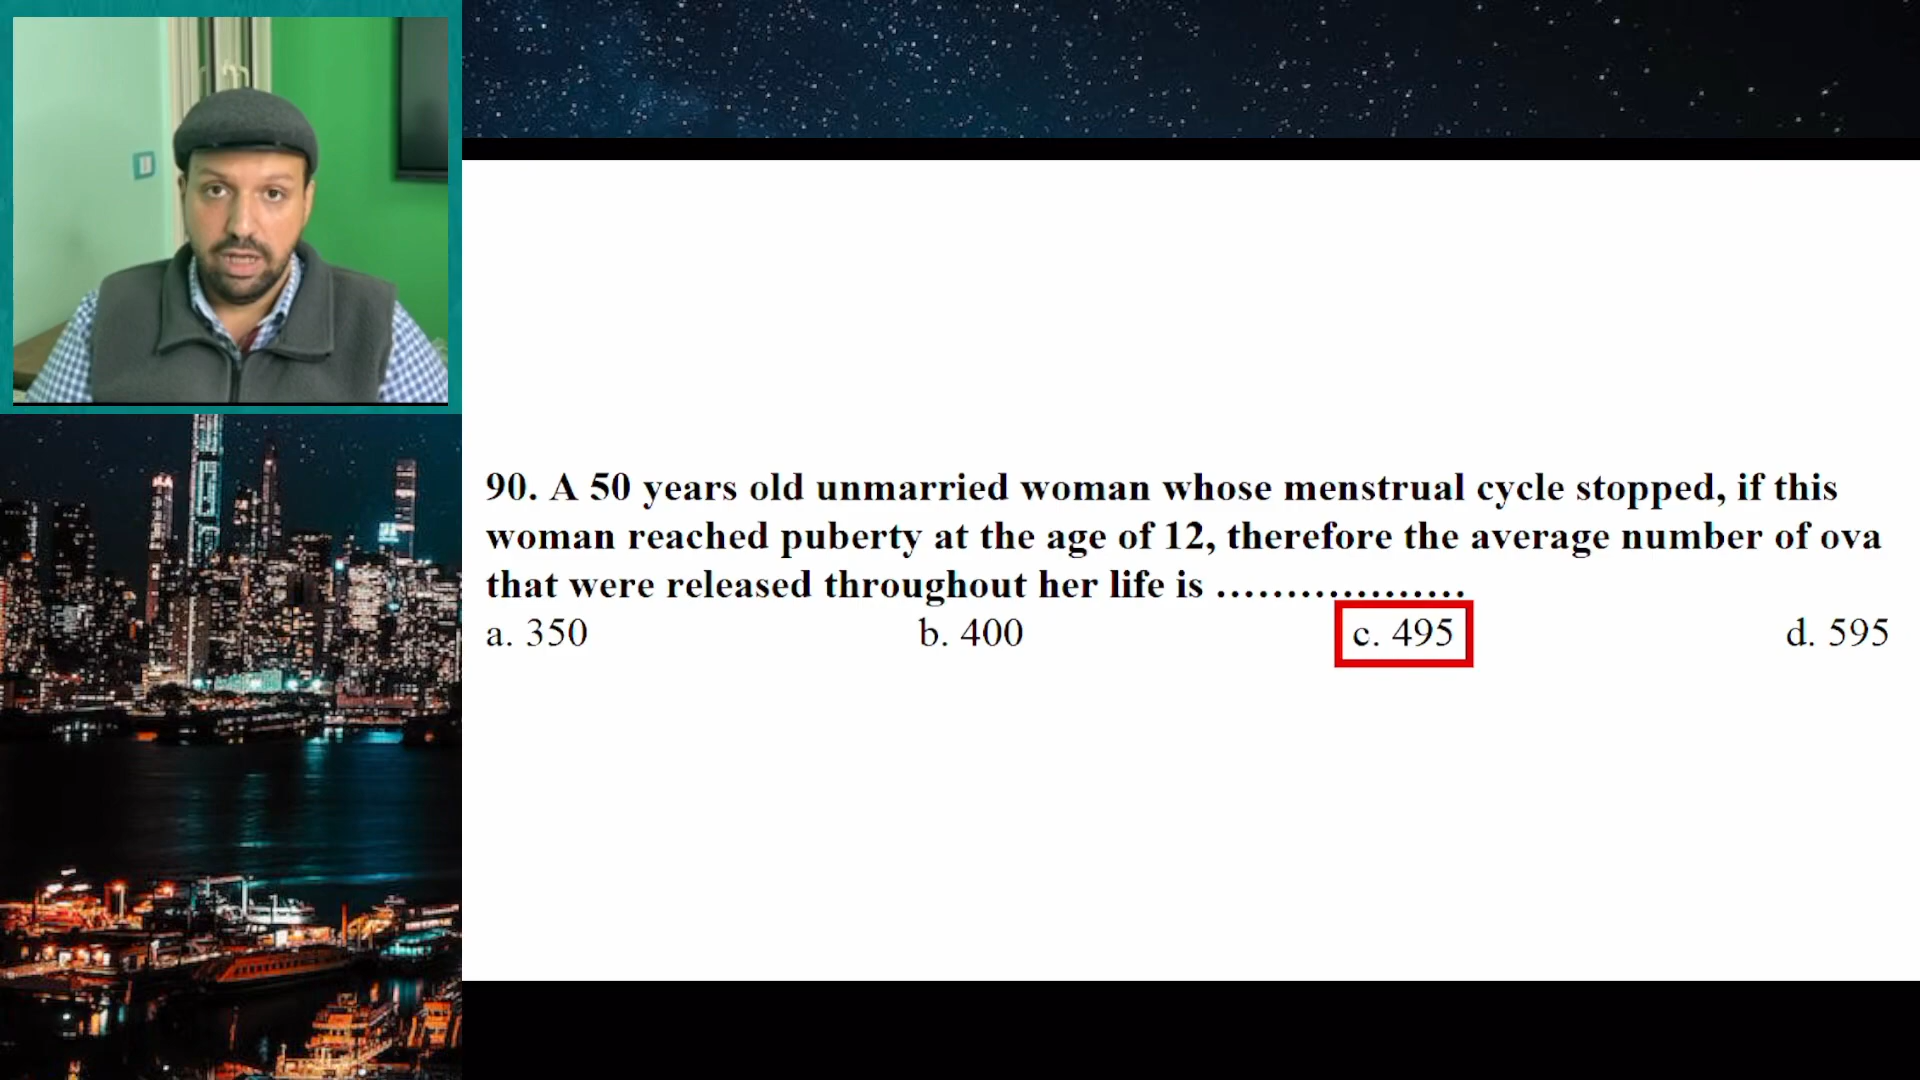 90. A 50 years old unmarried woman whose menstrual cycle stopped, if this
woman reached puberty at the age of 12, therefore the average number of ova
that were released throughout her life is ..................
a. 350 b. 400 c. 495 d. 595